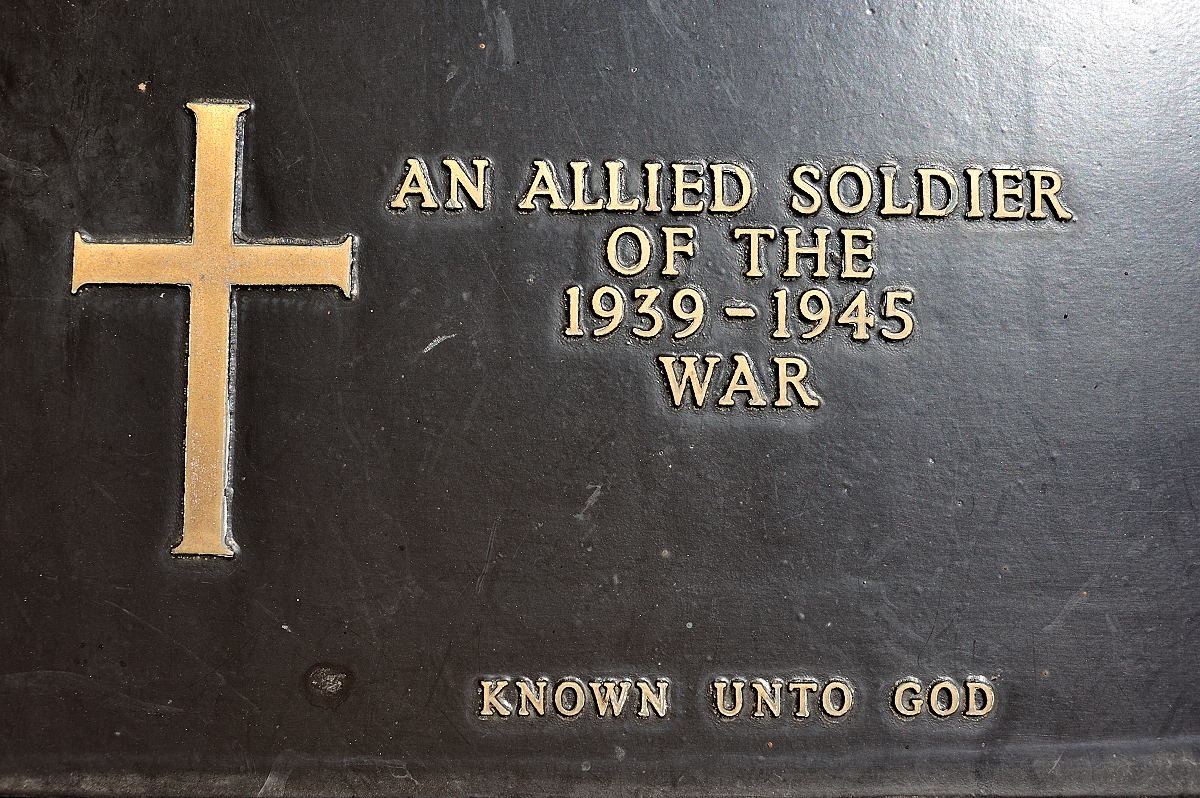 AN ALLIED SOLDIER
OF THE
1939-1945
WAR
KNOWN UNTO GOD